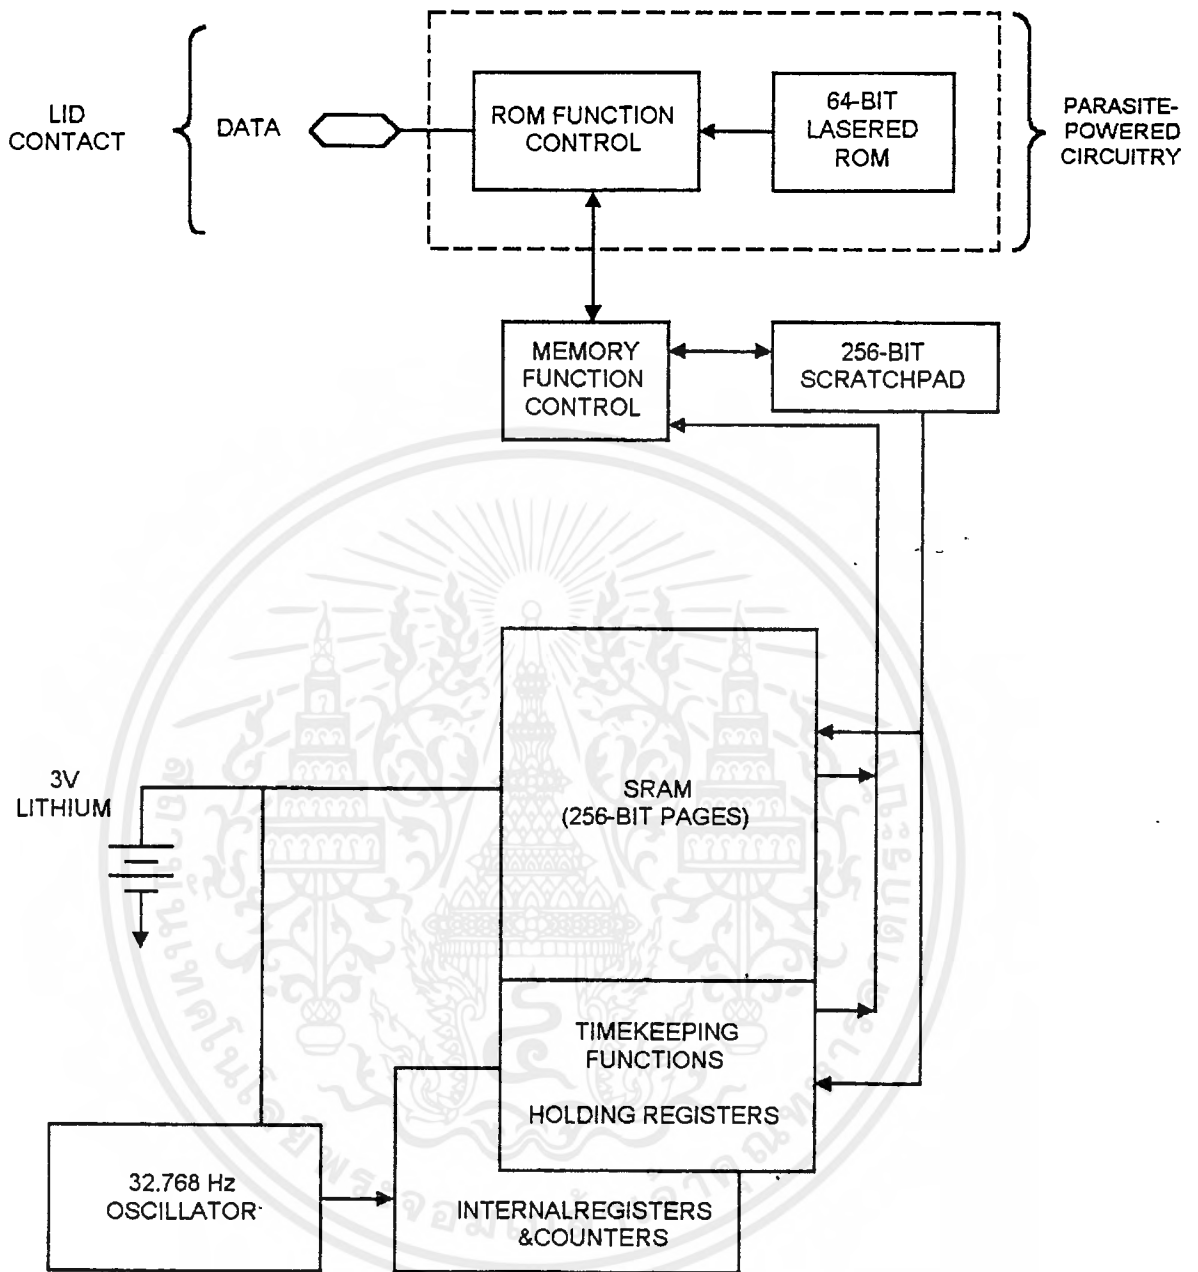 LID
CONTACT
DATA
ROM FUNCTION
CONTROL
64-BIT
LASERED
ROM
PARASITE-
POWERED
CIRCUITRY
MEMORY
FUNCTION
CONTROL
256-BIT
SCRATCHPAD
3V
LITHIUM
SRAM
(256-BIT PAGES)
TIMEKEEPING
FUNCTIONS
HOLDING REGISTERS
32.768 Hz
OSCILLATOR
INTERNALREGISTERS
&COUNTERS